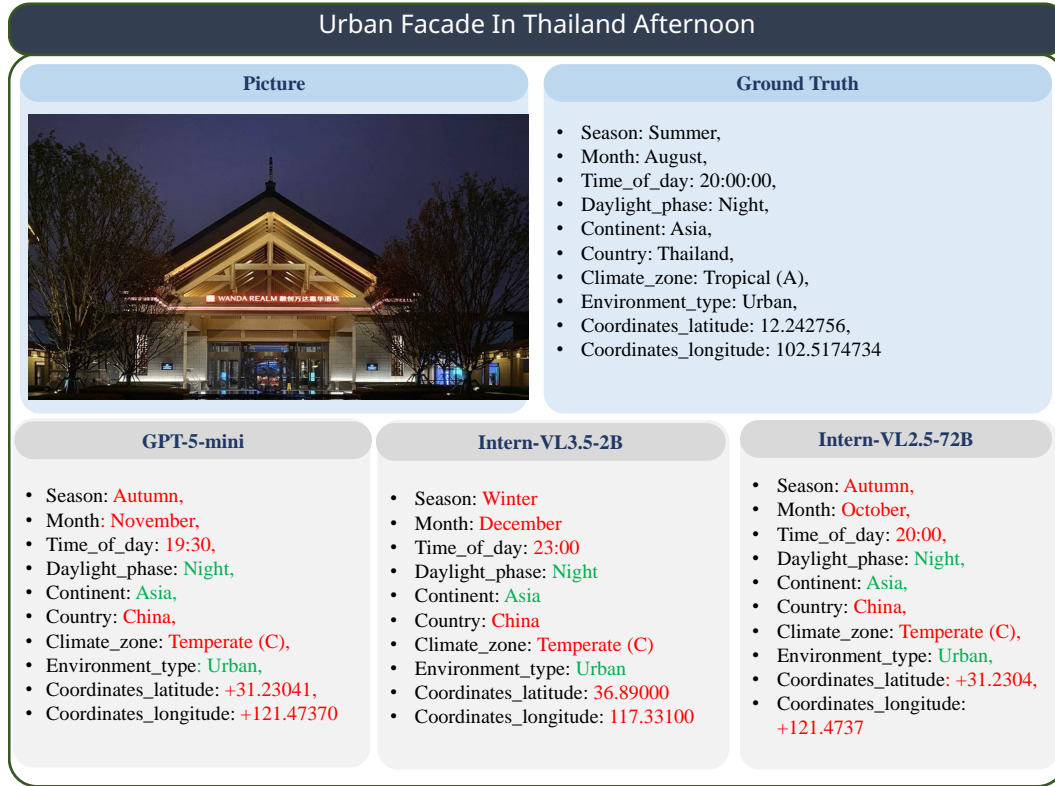 Urban Facade In Thailand Afternoon
Picture
WANDA REALM 融创万达嘉华酒店
Ground Truth
• Season: Summer,
• Month: August,
• Time_of_day: 20:00:00,
• Daylight_phase: Night,
• Continent: Asia,
• Country: Thailand,
• Climate_zone: Tropical (A),
• Environment_type: Urban,
• Coordinates_latitude: 12.242756,
• Coordinates_longitude: 102.5174734
GPT-5-mini
• Season: Autumn,
• Month: November,
• Time_of_day: 19:30,
• Daylight_phase: Night,
• Continent: Asia,
• Country: China,
• Climate_zone: Temperate (C),
• Environment_type: Urban,
• Coordinates_latitude: +31.23041,
• Coordinates_longitude: +121.47370
Intern-VL3.5-2B
• Season: Winter
• Month: December
• Time_of_day: 23:00
• Daylight_phase: Night
• Continent: Asia
• Country: China
• Climate_zone: Temperate (C)
• Environment_type: Urban
• Coordinates_latitude: 36.89000
• Coordinates_longitude: 117.33100
Intern-VL2.5-72B
• Season: Autumn,
• Month: October,
• Time_of_day: 20:00,
• Daylight_phase: Night,
• Continent: Asia,
• Country: China,
• Climate_zone: Temperate (C),
• Environment_type: Urban,
• Coordinates_latitude: +31.2304,
• Coordinates_longitude:
+121.4737